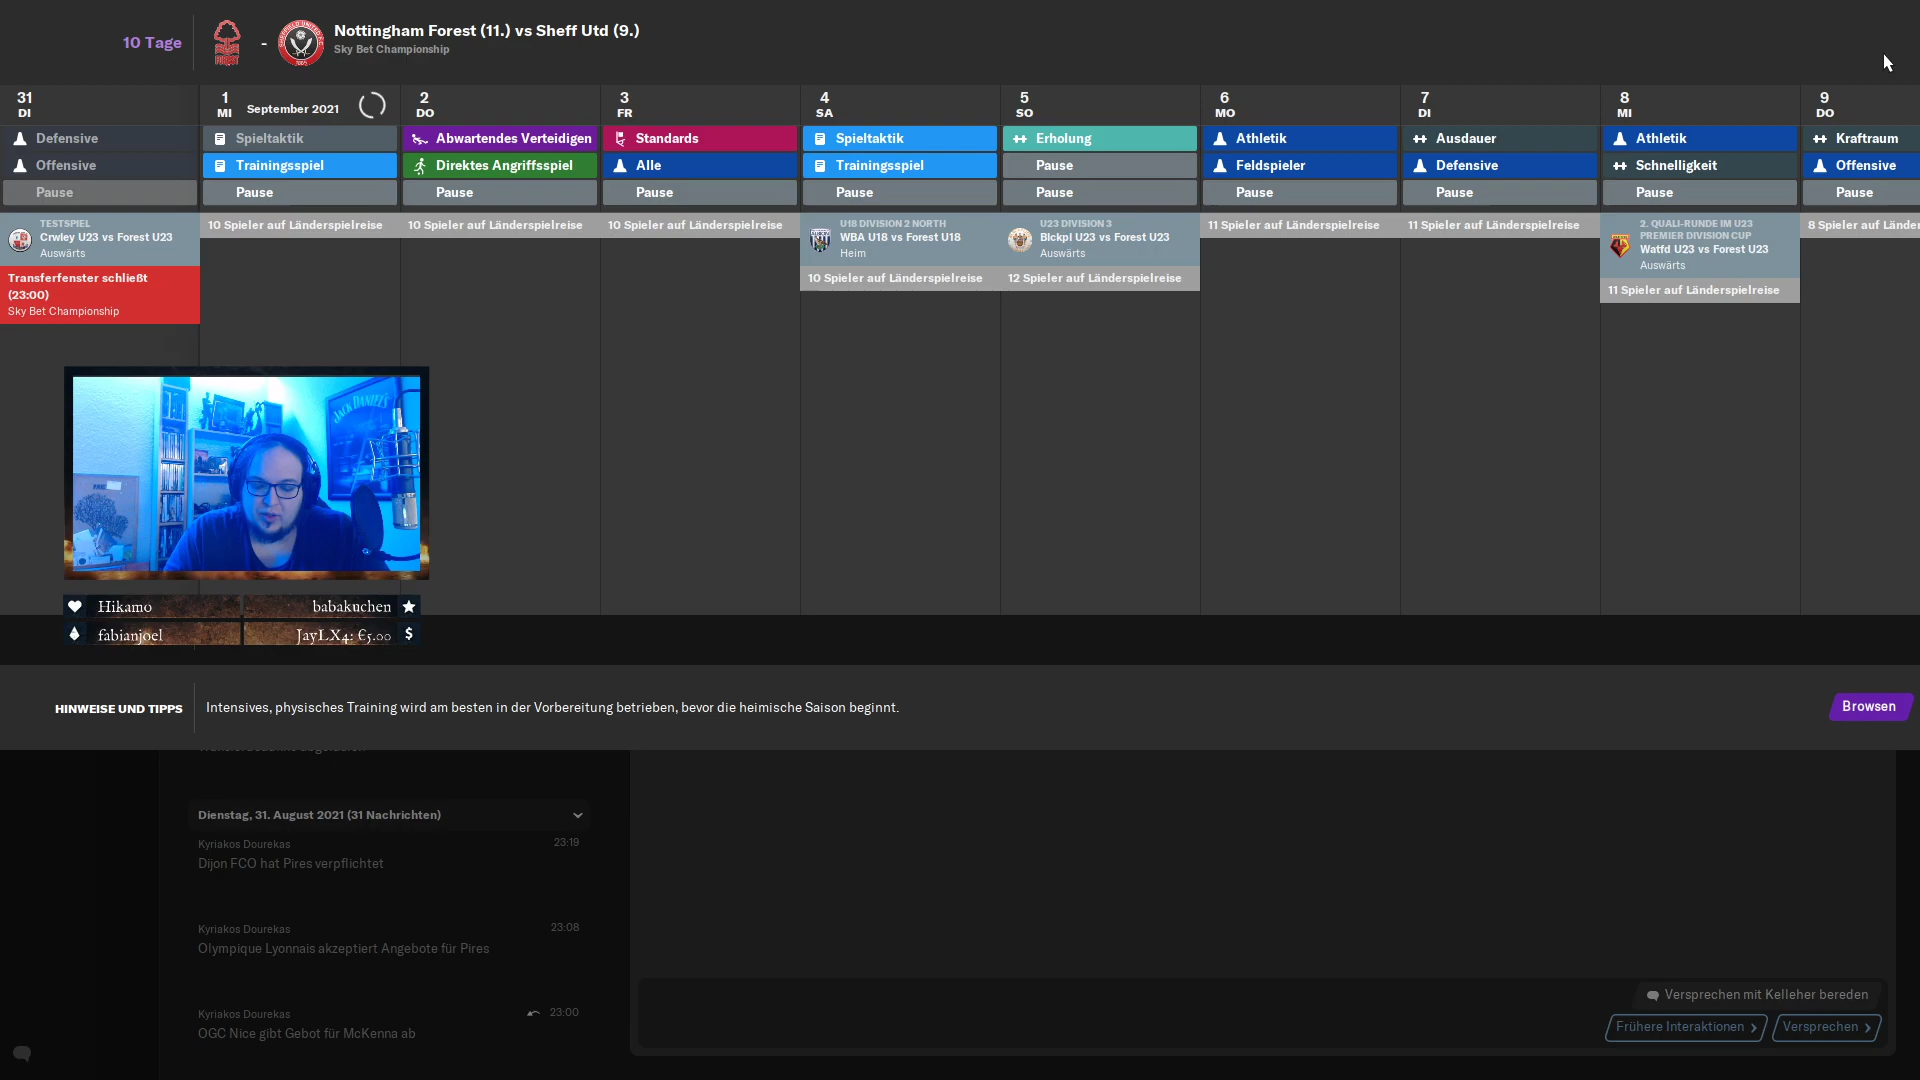 10 Tage
-
Nottingham Forest (11.) vs Sheff Utd (9.)
Sky Bet Championship
31
DI
Defensive
Offensive
Pause
TESTSPIEL
Crwley U23 vs Forest U23
Auswärts
Transferfenster schließt
(23:00)
Sky Bet Championship
1
MI
September 2021
Spieltaktik
Trainingsspiel
Pause
10 Spieler auf Länderspielreise
2
DO
Abwartendes Verteidigen
Direktes Angriffsspiel
Pause
10 Spieler auf Länderspielreise
3
FR
Standards
Alle
Pause
10 Spieler auf Länderspielreise
4
SA
Spieltaktik
Trainingsspiel
Pause
U18 DIVISION 2 NORTH
WBA U18 vs Forest U18
Heim
10 Spieler auf Länderspielreise
5
SO
Erholung
Pause
Pause
U23 DIVISION 3
Blckpl U23 vs Forest U23
Auswärts
12 Spieler auf Länderspielreise
6
MO
Athletik
Feldspieler
Pause
11 Spieler auf Länderspielreise
7
DI
Ausdauer
Defensive
Pause
11 Spieler auf Länderspielreise
8
MI
Athletik
Schnelligkeit
Pause
2. QUALI-RUNDE IM U23
PREMIER DIVISION CUP
Watfd U23 vs Forest U23
Auswärts
11 Spieler auf Länderspielreise
9
DO
Kraftraum
Offensive
Pause
8 Spieler auf Länder
JACK DANIEL'S
Hikamo
babakuchen
fabianjoel
JayLX4: €5.00
HINWEISE UND TIPPS
Intensives, physisches Training wird am besten in der Vorbereitung betrieben, bevor die heimische Saison beginnt.
Browsen
Dienstag, 31. August 2021 (31 Nachrichten)
Kyriakos Dourekas
23:19
Dijon FCO hat Pires verpflichtet
Kyriakos Dourekas
23:08
Olympique Lyonnais akzeptiert Angebote für Pires
Kyriakos Dourekas
23:00
OGC Nice gibt Gebot für McKenna ab
Versprechen mit Kelleher bereden
Frühere Interaktionen
Versprechen